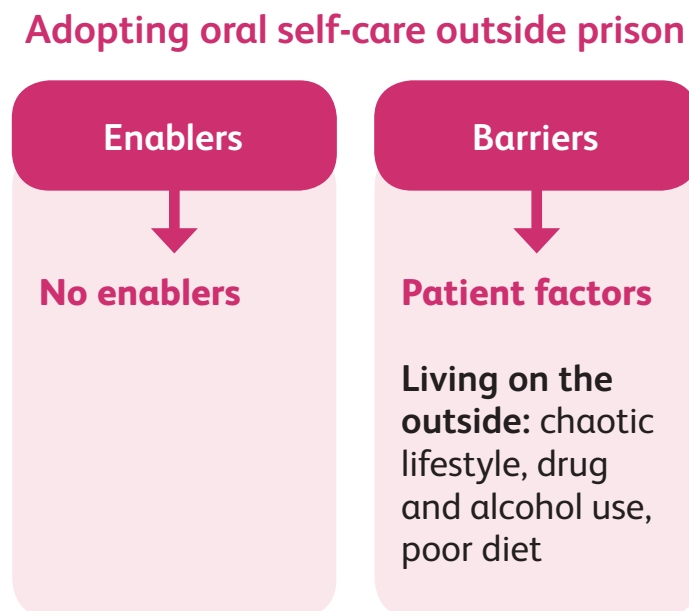 Adopting oral self-care outside prison
Enablers
No enablers
Barriers
Patient factors
Living on the
outside: chaotic
lifestyle, drug
and alcohol use,
poor diet